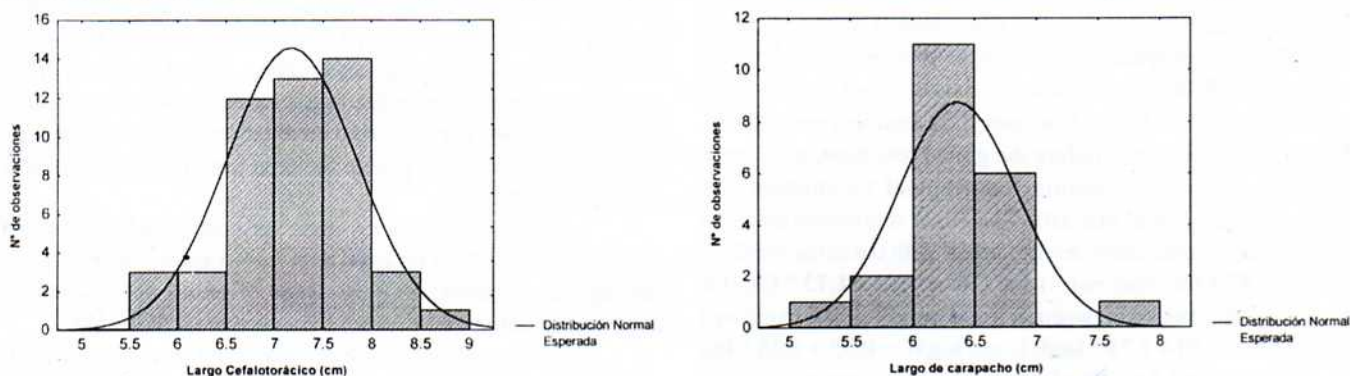 16
14
12
10
8
6
4
2
0
N° de observaciones
5 5.5 6 6.5 7 7.5 8 8.5 9
Largo Cefalotorácico (cm)
Distribución Normal
Esperada
12
10
8
6
4
2
0
N° de observaciones
5 5.5 6 6.5 7 7.5 8
Largo de carapacho (cm)
Distribución Normal
Esperada